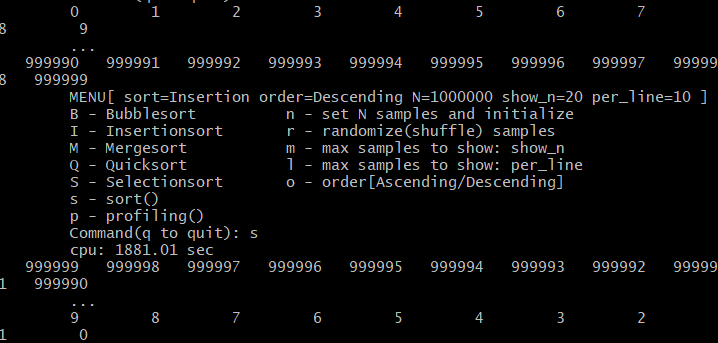 0 1 2 3 4 5 6 7
8 9
...
999990 999991 999992 999993 999994 999995 999996 999997 99999
8 999999
MENU[ sort=Insertion order=Descending N=1000000 show_n=20 per_line=10 ]
B - Bubblesort n - set N samples and initialize
I - Insertionsort r - randomize(shuffle) samples
M - Mergesort m - max samples to show: show_n
Q - Quicksort l - max samples to show: per_line
S - Selectionsort o - order[Ascending/Descending]
s - sort()
p - profiling()
Command(q to quit): s
cpu: 1881.01 sec
999999 999998 999997 999996 999995 999994 999993 999992 99999
1 999990
...
9 8 7 6 5 4 3 2
1 0